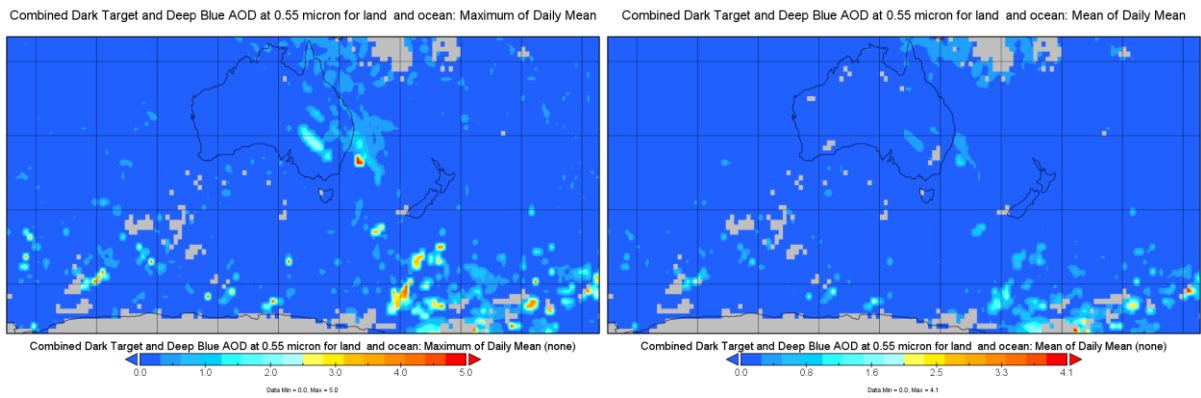 Combined Dark Target and Deep Blue AOD at 0.55 micron for land  and ocean: Maximum of Daily Mean
Combined Dark Target and Deep Blue AOD at 0.55 micron for land  and ocean: Mean of Daily Mean
Combined Dark Target and Deep Blue AOD at 0.55 micron for land  and ocean: Maximum of Daily Mean (none)
0.0 1.0 2.0 3.0 4.0 5.0
Data Min = 0.0, Max = 5.0
Combined Dark Target and Deep Blue AOD at 0.55 micron for land  and ocean: Mean of Daily Mean (none)
0.0 0.8 1.6 2.5 3.3 4.1
Data Min = 0.0, Max = 4.1